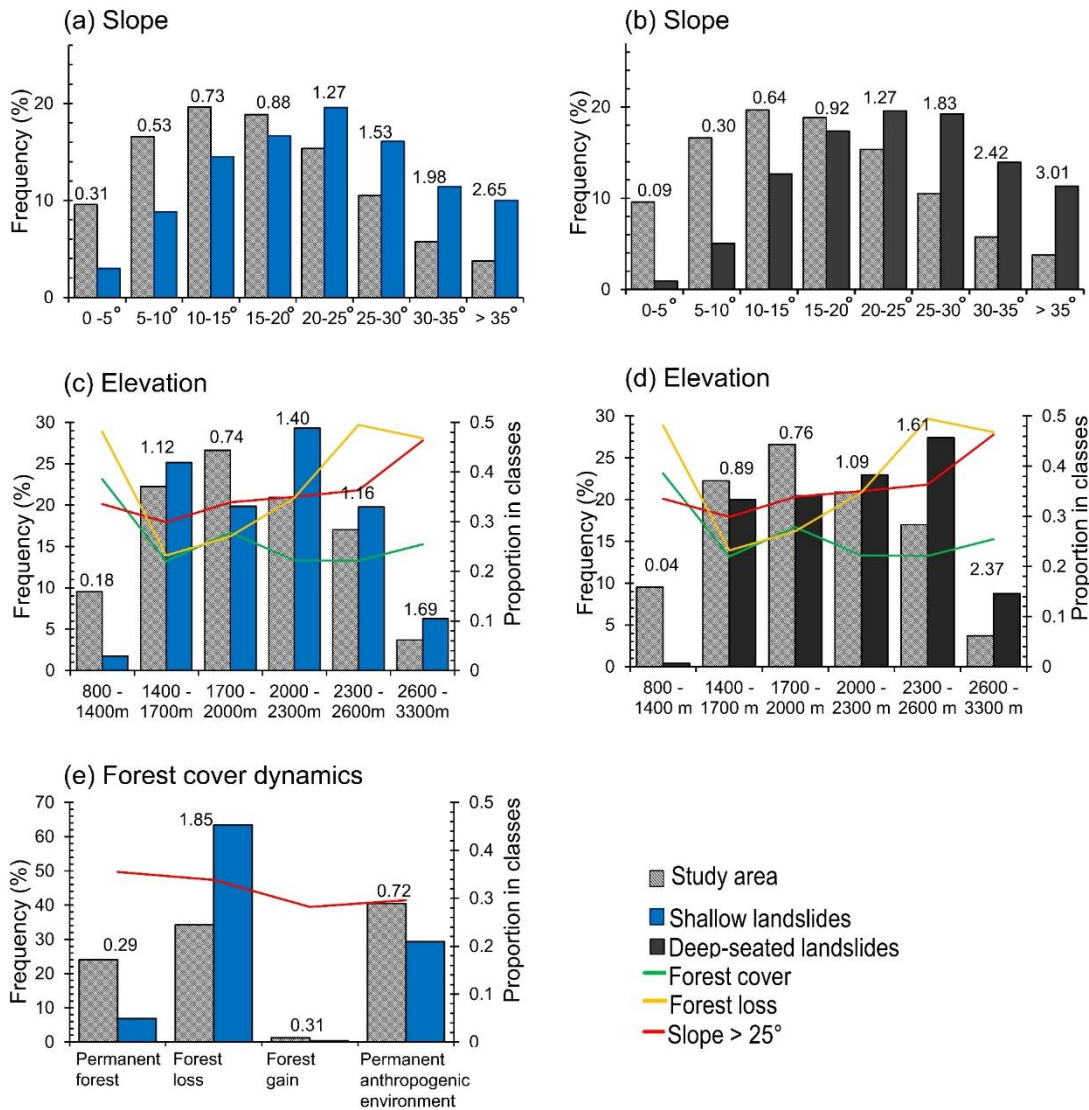 (a) Slope
Frequency (%)
20
10
0
0.31
0.53
0.73
0.88
1.27
1.53
1.98
2.65
0 -5°
5-10°
10-15°
15-20°
20-25°
25-30°
30-35°
> 35°
(b) Slope
Frequency (%)
20
10
0
0.09
0.30
0.64
0.92
1.27
1.83
2.42
3.01
0-5°
5-10°
10-15°
15-20°
20-25°
25-30°
30-35°
> 35°
(c) Elevation
Frequency (%)
30
25
20
15
10
5
0
0.18
1.12
0.74
1.40
1.16
1.69
0.5
0.4
0.3
0.2
0.1
0
Proportion in classes
800 -
1400m
1400 -
1700m
1700 -
2000m
2000 -
2300m
2300 -
2600m
2600 -
3300m
(d) Elevation
Frequency (%)
30
25
20
15
10
5
0
0.04
0.89
0.76
1.09
1.61
2.37
0.5
0.4
0.3
0.2
0.1
0
Proportion in classes
800 -
1400 m
1400 -
1700 m
1700 -
2000 m
2000 -
2300 m
2300 -
2600 m
2600 -
3300 m
(e) Forest cover dynamics
Frequency (%)
70
60
50
40
30
20
10
0
0.29
1.85
0.31
0.72
0.5
0.4
0.3
0.2
0.1
0
Proportion in classes
Permanent
forest
Forest
loss
Forest
gain
Permanent
anthropogenic
environment
Study area
Shallow landslides
Deep-seated landslides
Forest cover
Forest loss
Slope > 25°